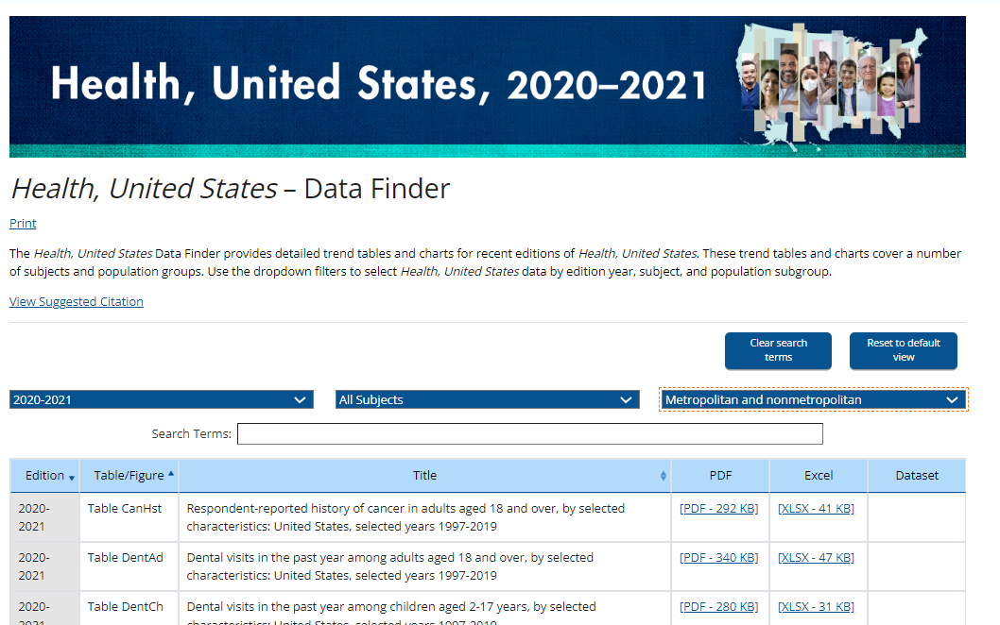 Health, United States, 2020–2021
Health, United States – Data Finder
Print
The Health, United States Data Finder provides detailed trend tables and charts for recent editions of Health, United States. These trend tables and charts cover a number
of subjects and population groups. Use the dropdown filters to select Health, United States data by edition year, subject, and population subgroup.
View Suggested Citation
Clear search
terms
Reset to default
view
2020-2021
All Subjects
Metropolitan and nonmetropolitan
Search Terms:
Edition Table/Figure Title PDF Excel Dataset
2020-
2021
Table CanHst
Respondent-reported history of cancer in adults aged 18 and over, by selected
characteristics: United States, selected years 1997-2019
[PDF - 292 KB]
[XLSX - 41 KB]
2020-
2021
Table DentAd
Dental visits in the past year among adults aged 18 and over, by selected
characteristics: United States, selected years 1997-2019
[PDF - 340 KB]
[XLSX - 47 KB]
2020-
2021
Table DentCh
Dental visits in the past year among children aged 2-17 years, by selected
characteristics: United States, selected years 1997-2019
[PDF - 280 KB]
[XLSX - 31 KB]